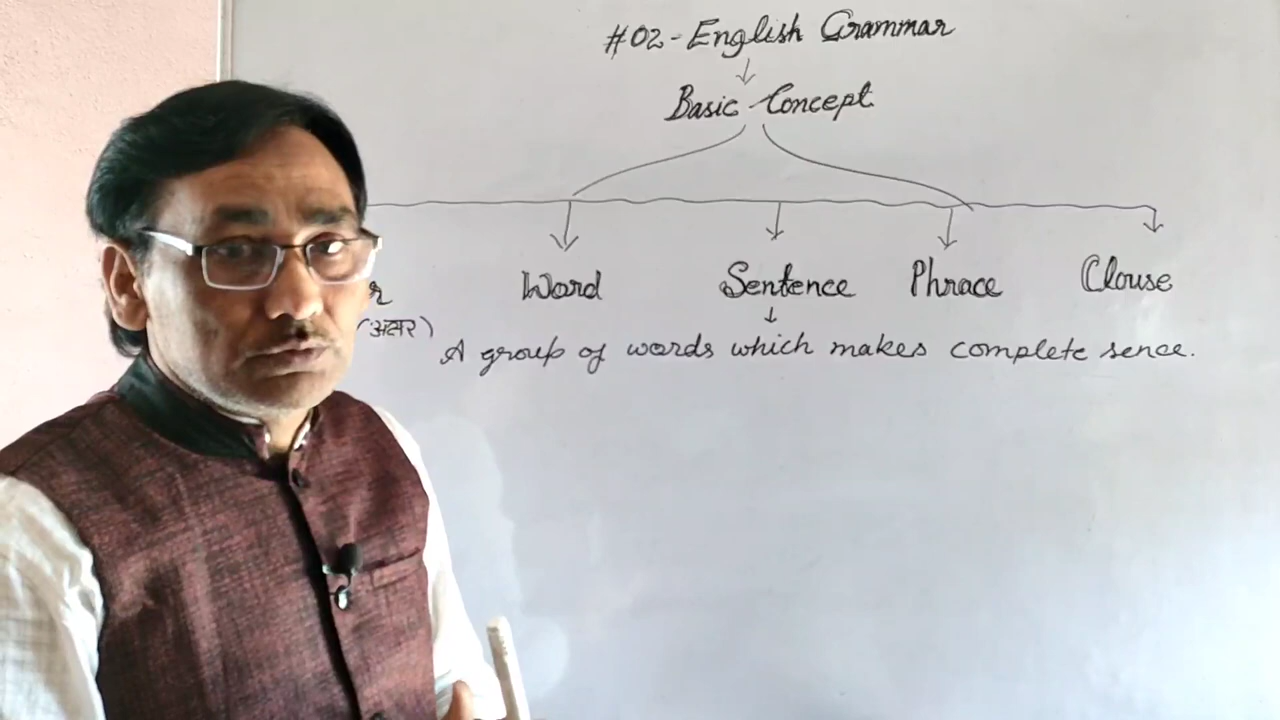 #02 - English Grammar
Basic Concept
Word Sentence Phrace Clouse
(अक्षर)
A group of words which makes complete sence.